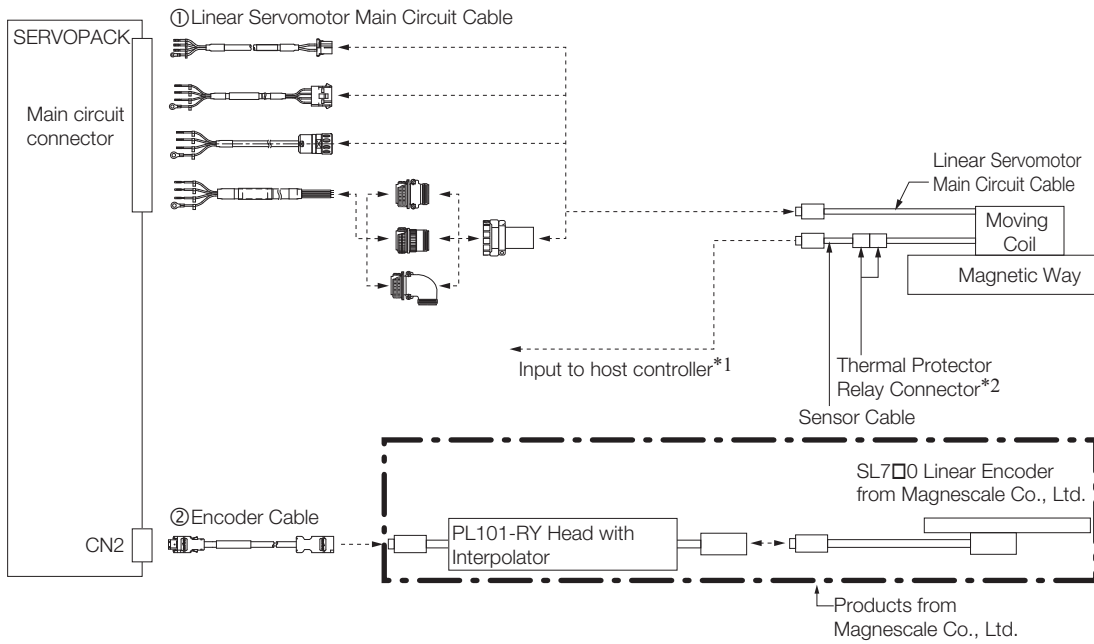 ①Linear Servomotor Main Circuit Cable
SERVOPACK
Main circuit
connector
Linear Servomotor
Main Circuit Cable
Moving
Coil
Magnetic Way
Input to host controller*1
Thermal Protector
Relay Connector*2
Sensor Cable
SL7□0 Linear Encoder
from Magnescale Co., Ltd.
②Encoder Cable
CN2
PL101-RY Head with
Interpolator
Products from
Magnescale Co., Ltd.